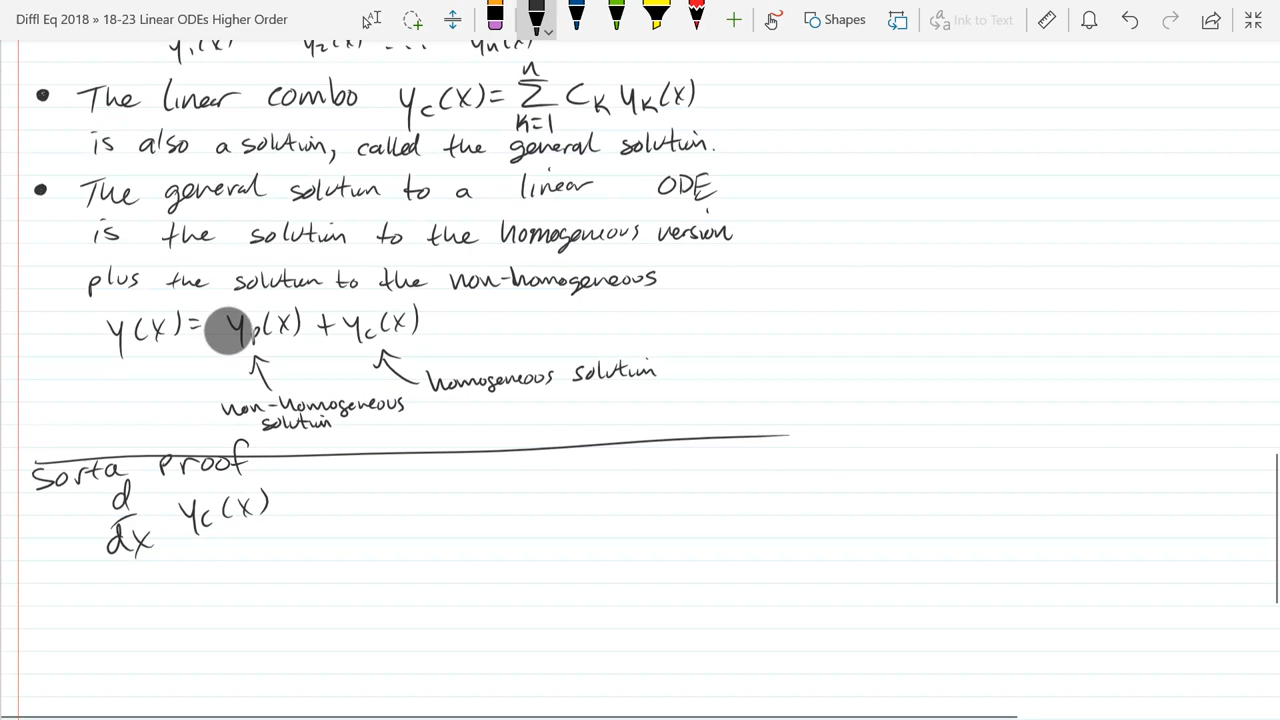 Diffl Eq 2018 » 18-23 Linear ODEs Higher Order
Shapes
Ink to Text
y₁(x) y₂(x) ... yₙ(x)
• The linear combo y_c(x) = Σ_{k=1}^{n} C_k y_k(x)
is also a solution, called the general solution.
• The general solution to a linear ODE
is the solution to the homogeneous version
plus the solution to the non-homogeneous
y(x) = y_p(x) + y_c(x)
homogeneous solution
non-homogeneous
solution
Sorta proof
d/dx y_c(x)